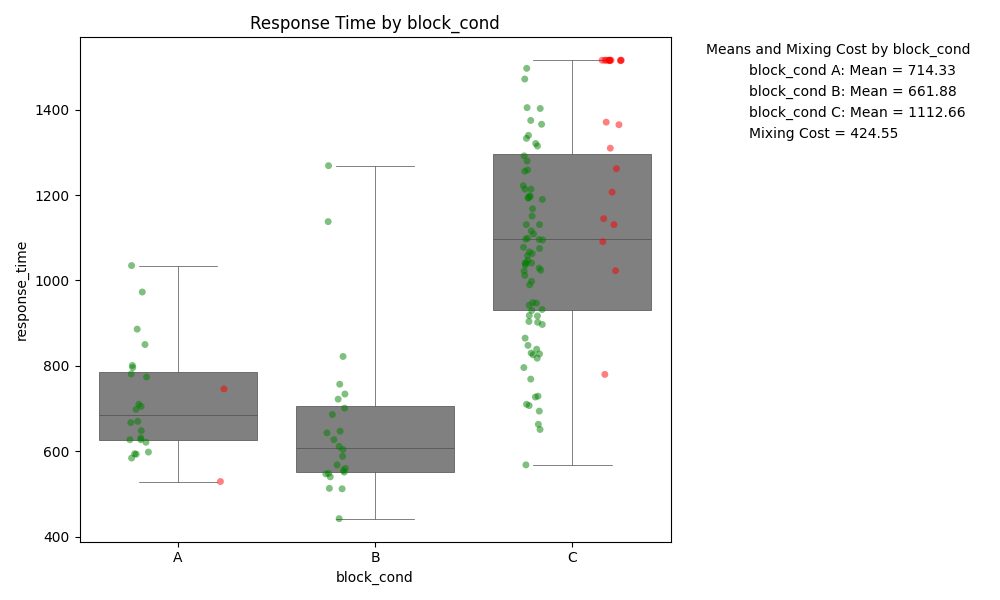 Response Time by block_cond
Means and Mixing Cost by block_cond
block_cond A: Mean = 714.33
block_cond B: Mean = 661.88
block_cond C: Mean = 1112.66
Mixing Cost = 424.55
response_time
1400
1200
1000
800
600
400
A
B
C
block_cond